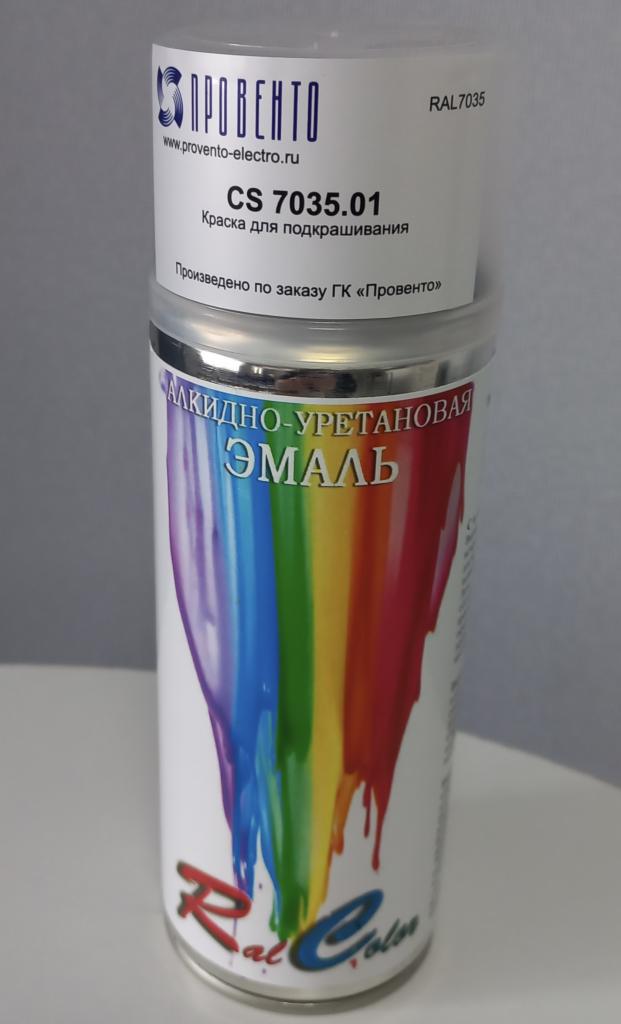 ПРОВЕНТО
RAL7035
www.provento-electro.ru
CS 7035.01
Краска для подкрашивания
Произведено по заказу ГК «Провенто»
АЛКИДНО-УРЕТАНОВАЯ
ЭМАЛЬ
Ral Color